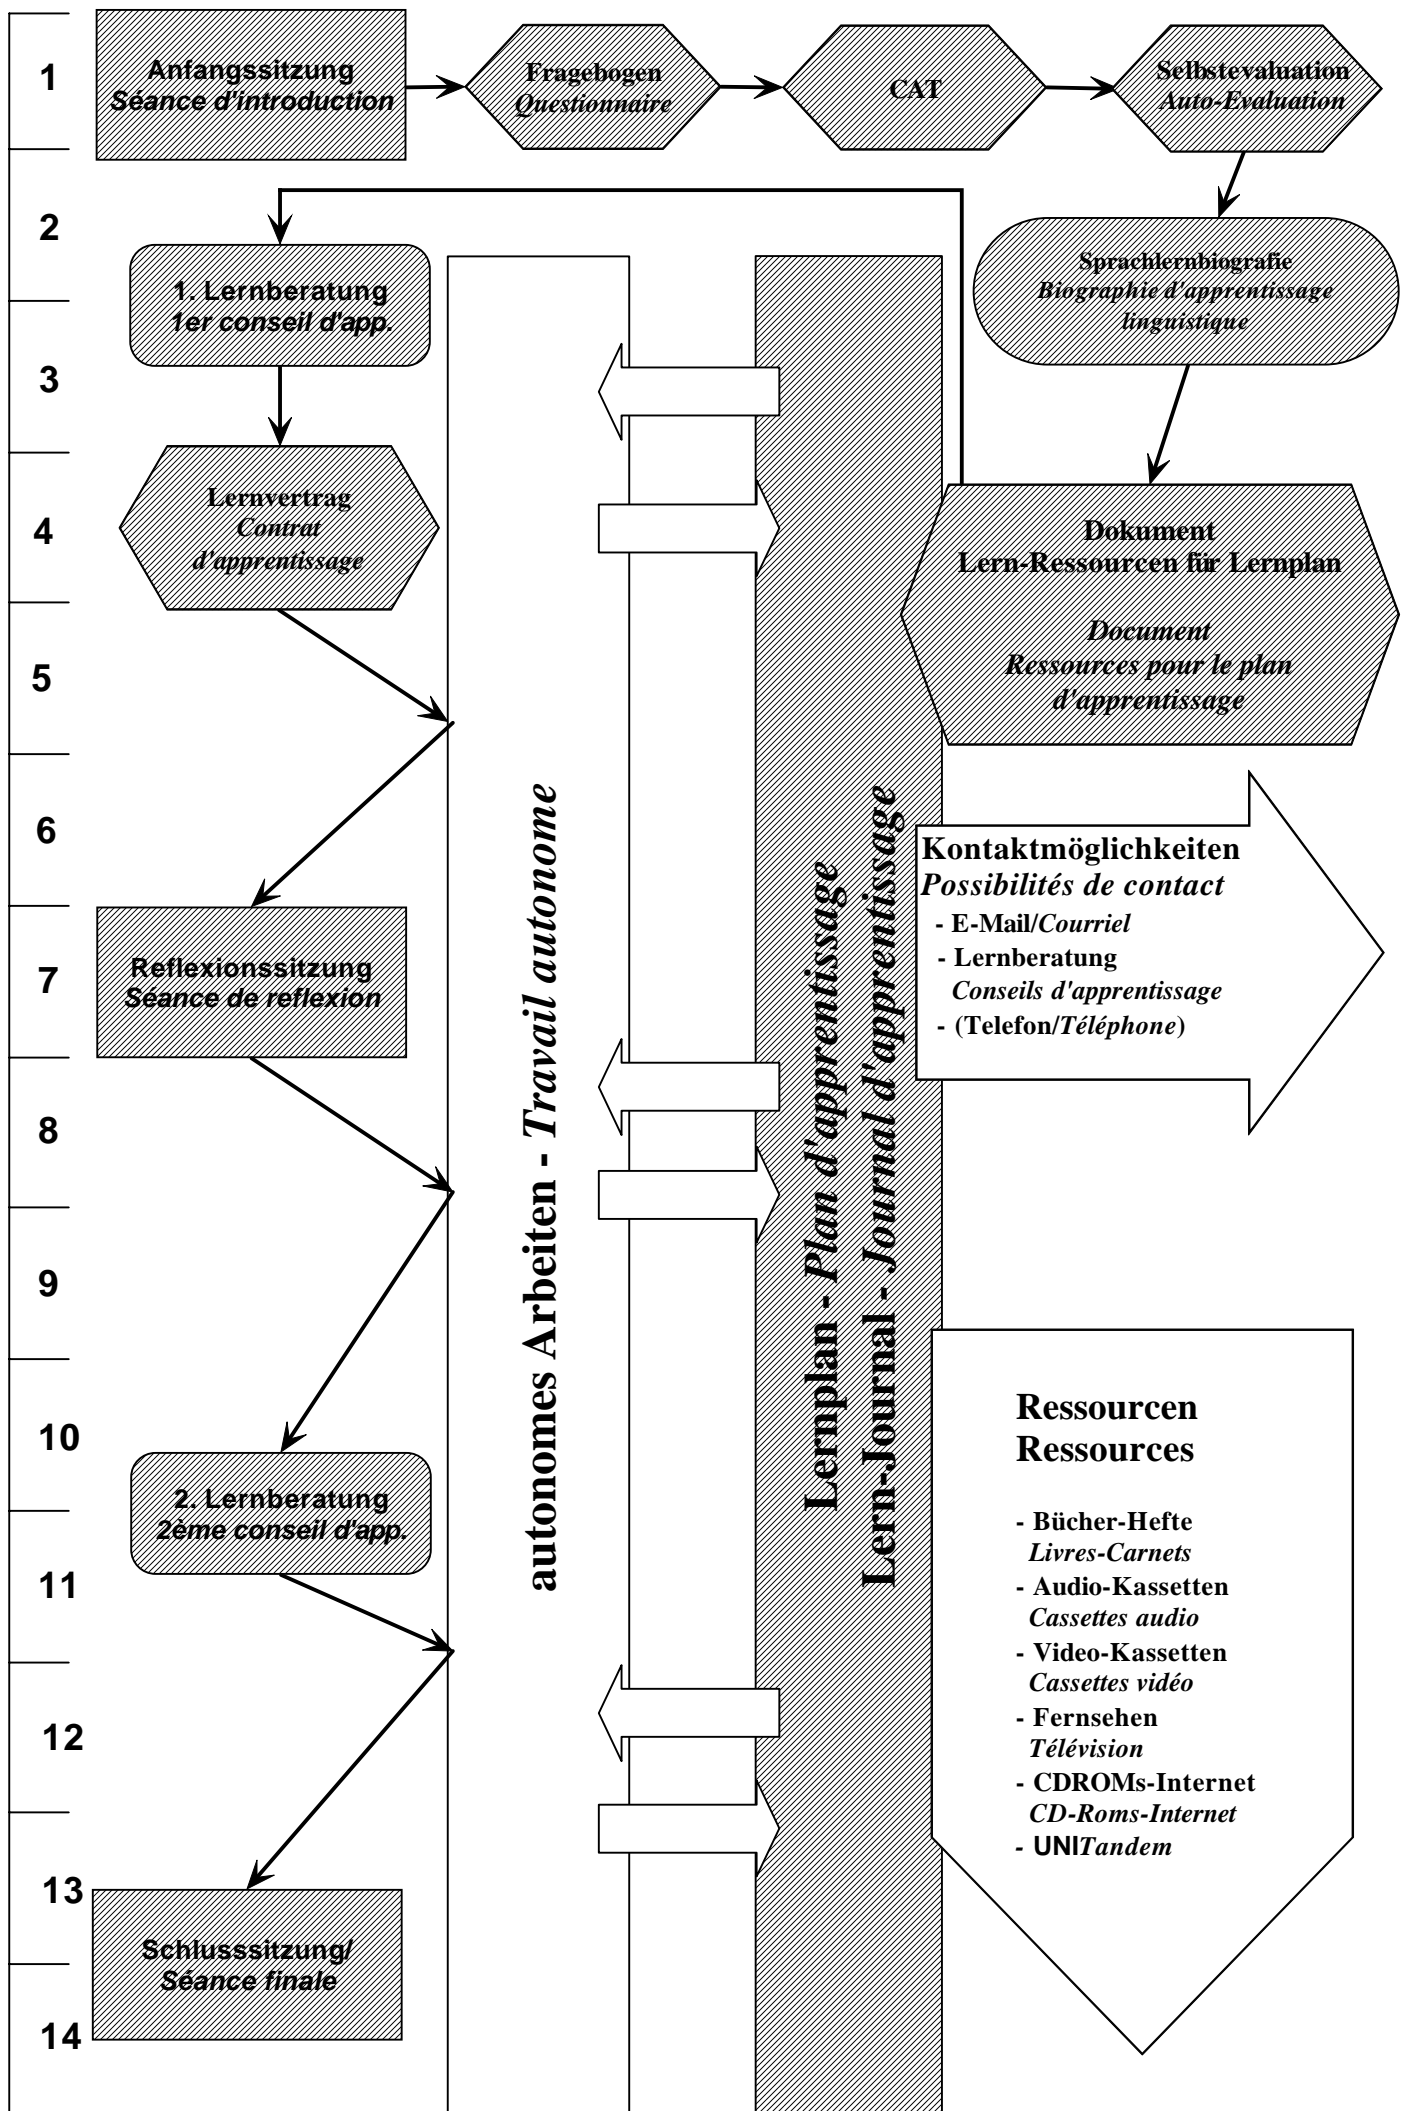 1
Anfangssitzung
Séance d'introduction
Fragebogen
Questionnaire
CAT
Selbstevaluation
Auto-Evaluation
2
1. Lernberatung
1er conseil d'app.
Sprachlernbiografie
Biographie d'apprentissage
linguistique
3
4
Lernvertrag
Contrat
d'apprentissage
Dokument
Lern-Ressourcen für Lernplan
Document
Ressources pour le plan
d'apprentissage
5
6
Kontaktmöglichkeiten
Possibilités de contact
- E-Mail/Courriel
- Lernberatung
Conseils d'apprentissage
- (Telefon/Téléphone)
7
Reflexionssitzung
Séance de reflexion
autonomes Arbeiten - Travail autonome
Lernplan - Plan d'apprentissage
Lern-Journal - Journal d'apprentissage
8
9
10
2. Lernberatung
2ème conseil d'app.
11
Ressourcen
Ressources
- Bücher-Hefte
Livres-Carnets
- Audio-Kassetten
Cassettes audio
- Video-Kassetten
Cassettes vidéo
- Fernsehen
Télévision
- CDROMs-Internet
CD-Roms-Internet
- UNITandem
12
13
Schlusssitzung/
Séance finale
14